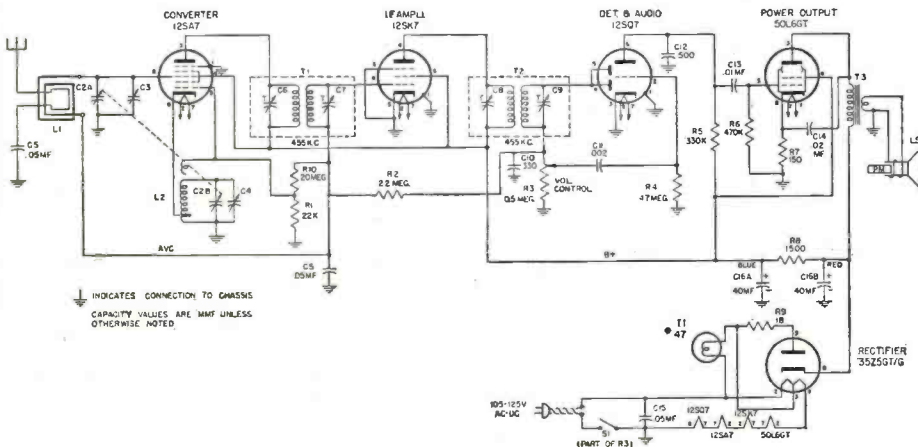 CONVERTER
12SA7
I.F. AMPLI.
12SK7
DET. & AUDIO
12SQ7
POWER OUTPUT
50L6GT
L1
C5
.05MF
C2A
C3
L2
C2B
C4
T1
C6
C7
455KC
R10
20MEG
R1
22K
R2
2.2 MEG.
AVC
C5
.05MF
T2
C8
C9
455KC
C10
330
R3
0.5 MEG.
VOL.
CONTROL
C11
.002
R4
4.7 MEG.
C12
500
R5
330K
C13
.01MF
R6
470K
R7
150
C14
.02
MF
T3
LS
PM
B+
R8
1500
BLUE
RED
C16A
40MF
C16B
40MF
INDICATES CONNECTION TO CHASSIS
CAPACITY VALUES ARE MMF UNLESS
OTHERWISE NOTED
T1
47
R9
18
RECTIFIER
35Z5GT/G
105-125V
AC-DC
S1
(PART OF R3)
C15
.05MF
12SQ7
12SA7
12SK7
50L6GT